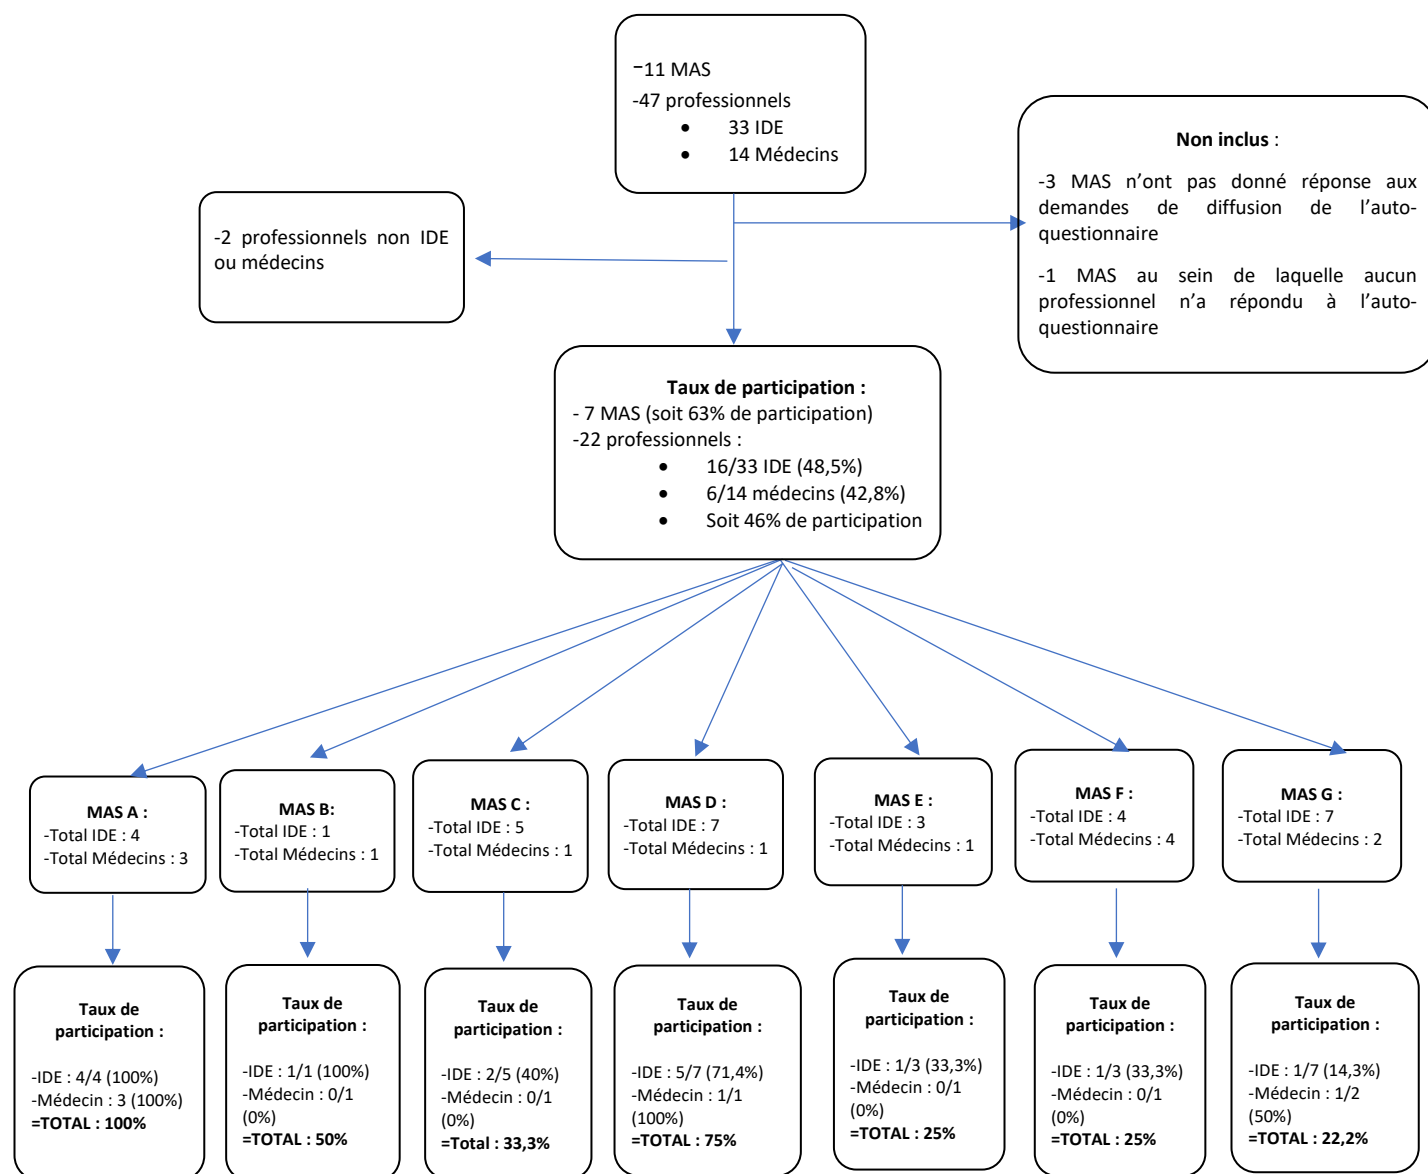 -11 MAS
-47 professionnels
• 33 IDE
• 14 Médecins
Non inclus :
-3 MAS n’ont pas donné réponse aux
demandes de diffusion de l’auto-
questionnaire
-1 MAS au sein de laquelle aucun
professionnel n’a répondu à l’auto-
questionnaire
-2 professionnels non IDE
ou médecins
Taux de participation :
- 7 MAS (soit 63% de participation)
-22 professionnels :
• 16/33 IDE (48,5%)
• 6/14 médecins (42,8%)
• Soit 46% de participation
MAS A :
-Total IDE : 4
-Total Médecins : 3
MAS B:
-Total IDE : 1
-Total Médecins : 1
MAS C :
-Total IDE : 5
-Total Médecins : 1
MAS D :
-Total IDE : 7
-Total Médecins : 1
MAS E :
-Total IDE : 3
-Total Médecins : 1
MAS F :
-Total IDE : 4
-Total Médecins : 4
MAS G :
-Total IDE : 7
-Total Médecins : 2
Taux de
participation :
-IDE : 4/4 (100%)
-Médecin : 3 (100%)
=TOTAL : 100%
Taux de
participation :
-IDE : 1/1 (100%)
-Médecin : 0/1
(0%)
=TOTAL : 50%
Taux de
participation :
-IDE : 2/5 (40%)
-Médecin : 0/1
(0%)
=Total : 33,3%
Taux de
participation :
-IDE : 5/7 (71,4%)
-Médecin : 1/1
(100%)
=TOTAL : 75%
Taux de
participation :
-IDE : 1/3 (33,3%)
-Médecin : 0/1
(0%)
=TOTAL : 25%
Taux de
participation :
-IDE : 1/3 (33,3%)
-Médecin : 0/1
(0%)
=TOTAL : 25%
Taux de
participation :
-IDE : 1/7 (14,3%)
-Médecin : 1/2
(50%)
=TOTAL : 22,2%